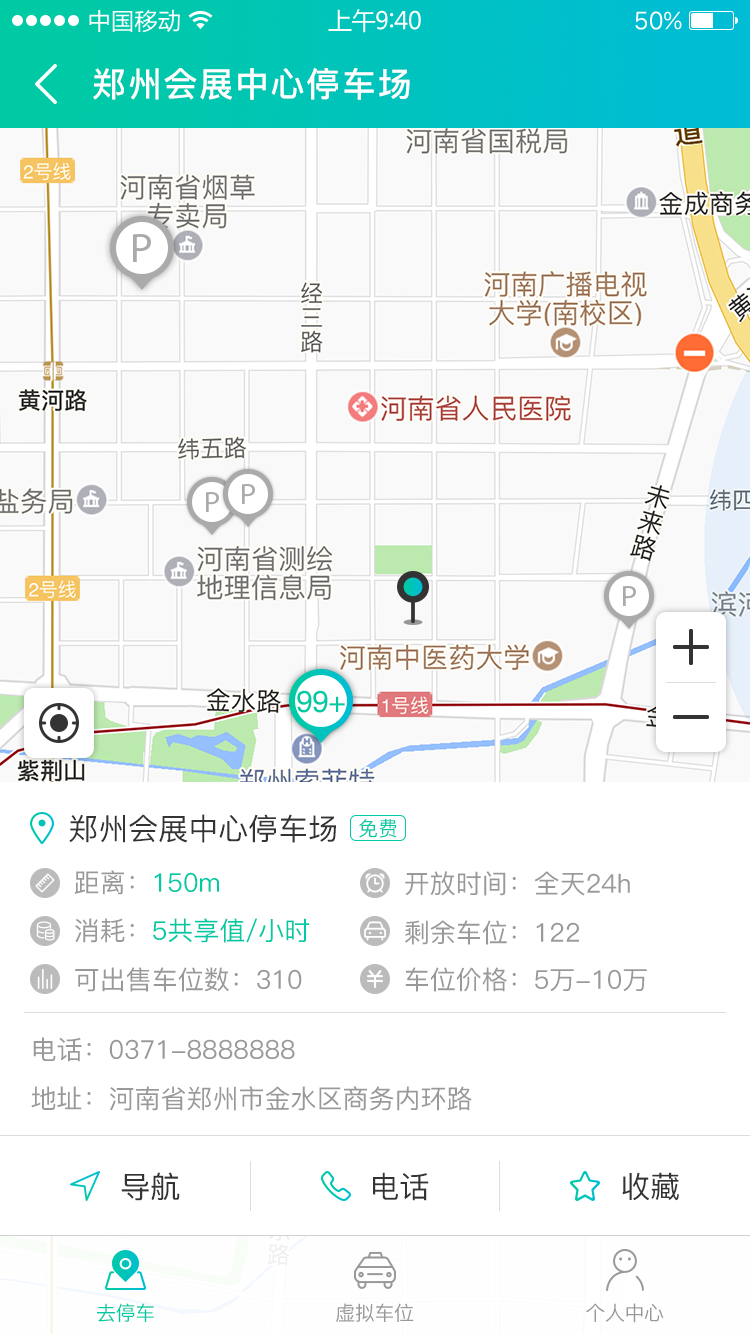 中国移动 上午9:40 50%
郑州会展中心停车场
河南省国税局
道
2号线
河南省烟草
专卖局
金成商务
P
河南广播电视
大学(南校区)
经三路
黄
黄河路
河南省人民医院
纬五路
盐务局
P
P
未来路
纬四
河南省测绘
地理信息局
2号线
P
滨河
河南中医药大学
金水路
99+
1号线
金
紫荆山
郑州索菲特
郑州会展中心停车场 免费
距离: 150m 开放时间: 全天24h
消耗: 5共享值/小时 剩余车位: 122
可出售车位数: 310 车位价格: 5万-10万
电话: 0371-8888888
地址: 河南省郑州市金水区商务内环路
导航 电话 收藏
去停车 虚拟车位 个人中心